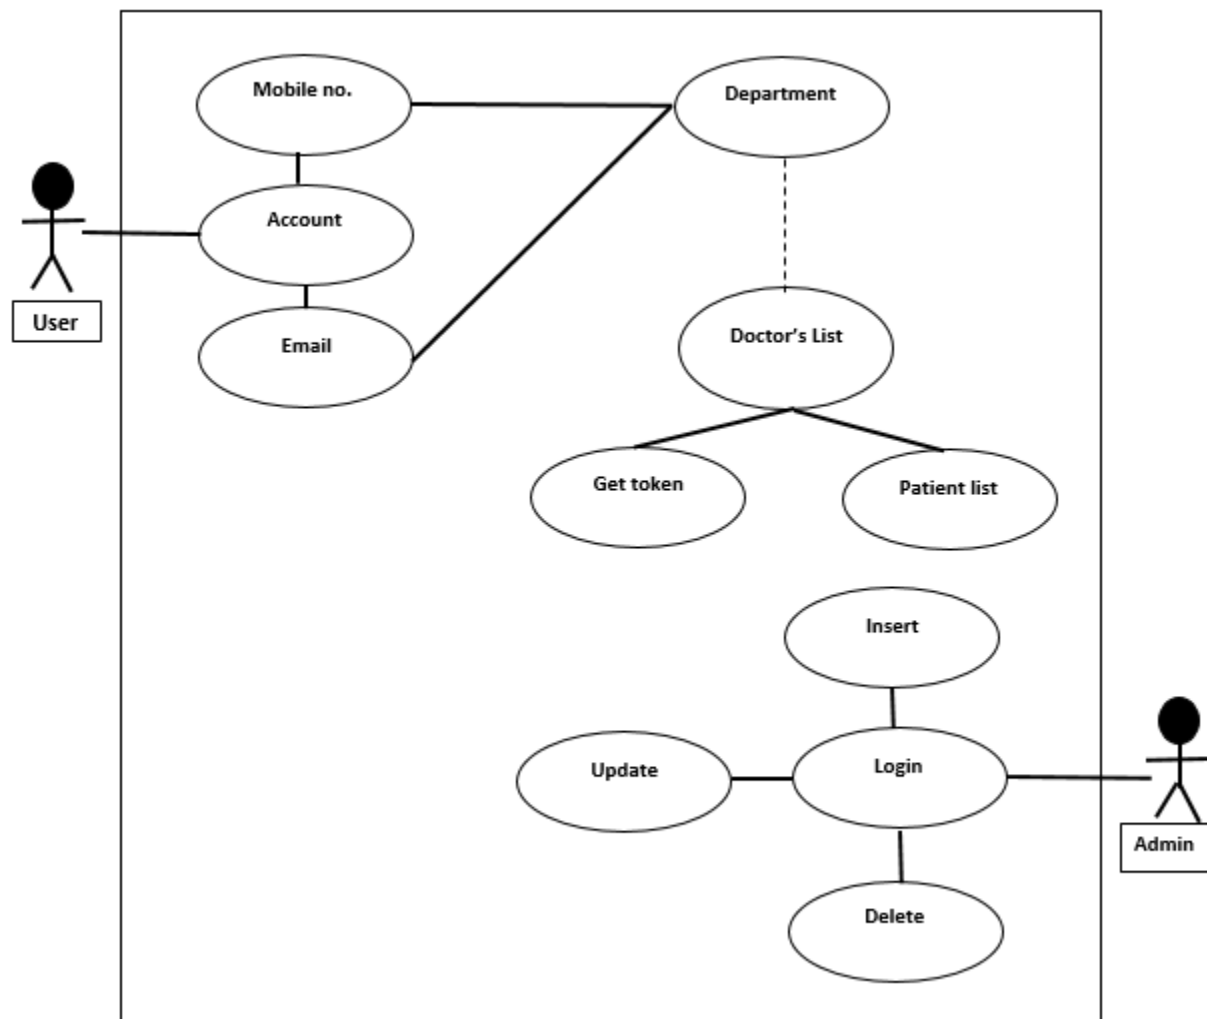 Mobile no.
Department
Account
User
Email
Doctor's List
Get token
Patient list
Insert
Update
Login
Admin
Delete